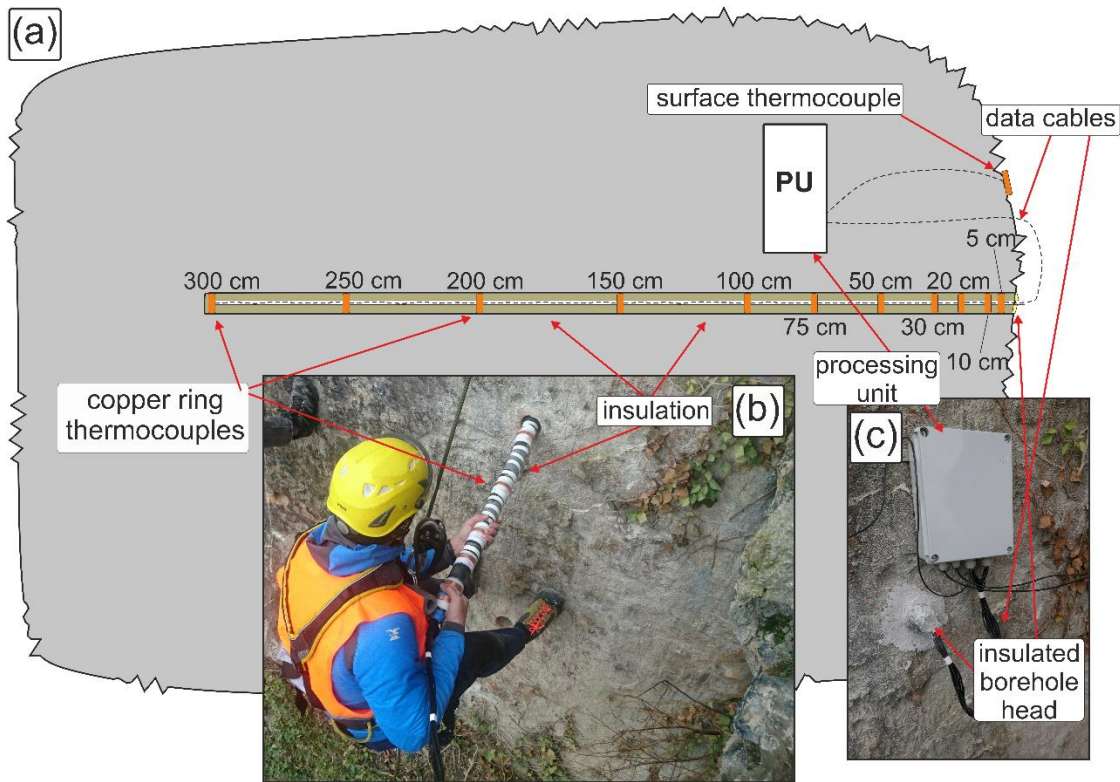 (a)
surface thermocouple
data cables
PU
5 cm
300 cm
250 cm
200 cm
150 cm
100 cm
50 cm
20 cm
75 cm
30 cm
10 cm
copper ring
thermocouples
insulation
(b)
processing
unit
(c)
insulated
borehole
head